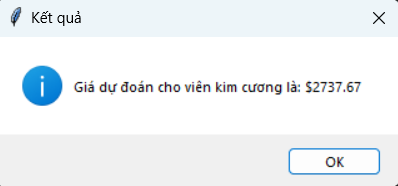 Kết quả
Giá dự đoán cho viên kim cương là: $2737.67
OK